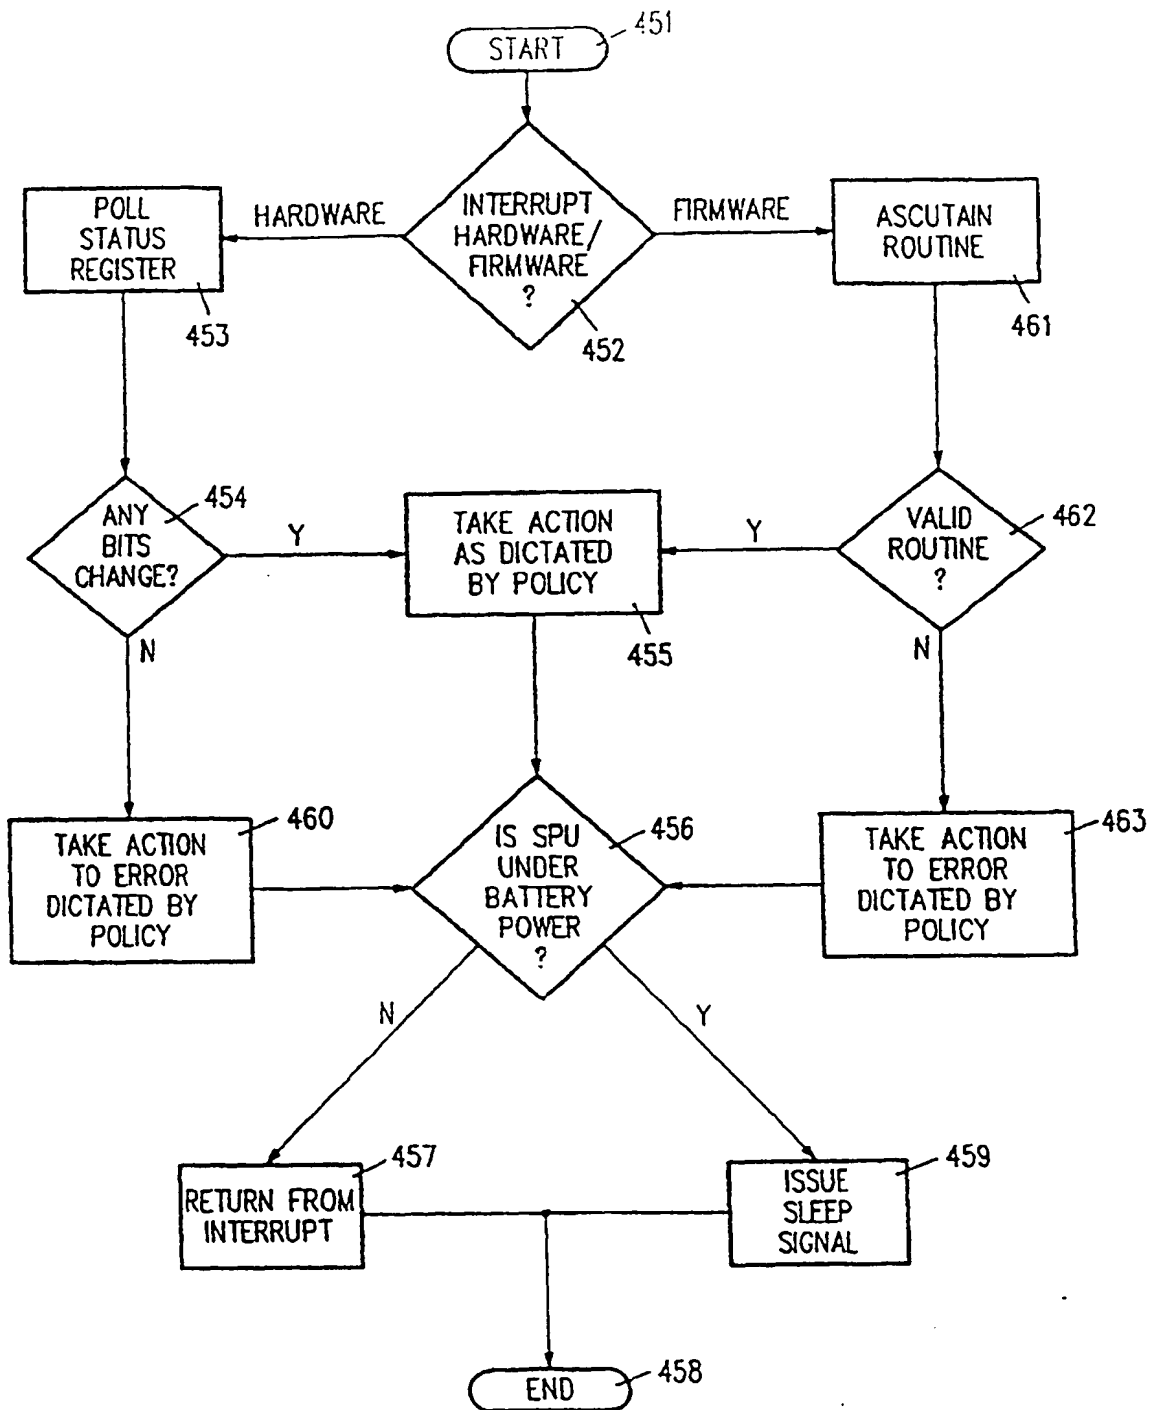 451
START
POLL
STATUS
REGISTER
453
HARDWARE
INTERRUPT
HARDWARE/
FIRMWARE
?
452
FIRMWARE
ASCUTAIN
ROUTINE
461
ANY
BITS
CHANGE?
454
Y
N
TAKE ACTION
AS DICTATED
BY POLICY
455
Y
VALID
ROUTINE
?
462
N
TAKE ACTION
TO ERROR
DICTATED BY
POLICY
460
IS SPU
UNDER
BATTERY
POWER
?
456
TAKE ACTION
TO ERROR
DICTATED BY
POLICY
463
N
Y
RETURN FROM
INTERRUPT
457
ISSUE
SLEEP
SIGNAL
459
END
458